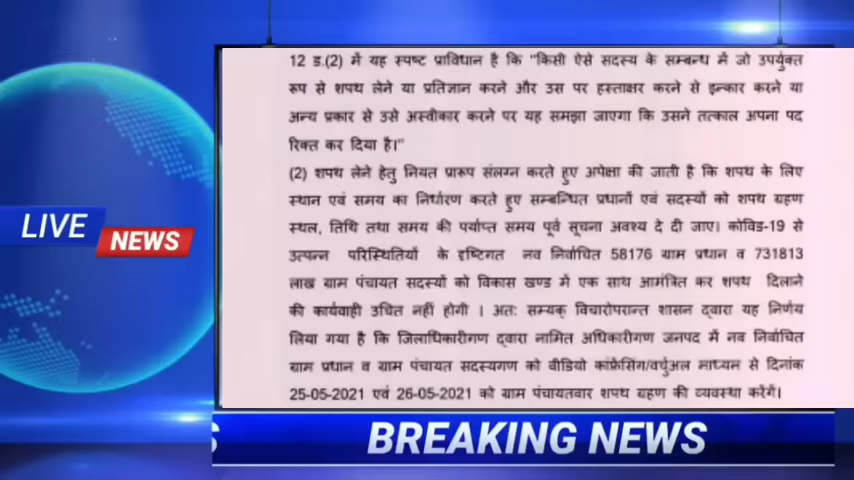 12 ड.(2) में यह स्पष्ट प्राविधान है कि "किसी ऐसे सदस्य के सम्बन्ध में जो उपर्युक्त
रूप से शपथ लेने या प्रतिज्ञान करने और उस पर हस्ताक्षर करने से इन्कार करने या
अन्य प्रकार से उसे अस्वीकार करने पर यह समझा जाएगा कि उसने तत्काल अपना पद
रिक्त कर दिया है।"
(2) शपथ लेने हेतु नियत प्रारूप संलग्न करते हुए अपेक्षा की जाती है कि शपथ के लिए
स्थान एवं समय का निर्धारण करते हुए सम्बन्धित प्रधानों एवं सदस्यों को शपथ ग्रहण
स्थल, तिथि तथा समय की पर्याप्त समय पूर्व सूचना अवश्य दे दी जाए। कोविड-19 से
उत्पन्न परिस्थितियों के दृष्टिगत नव निर्वाचित 58176 ग्राम प्रधान व 731813
लाख ग्राम पंचायत सदस्यों को विकास खण्ड में एक साथ आमंत्रित कर शपथ दिलाने
की कार्यवाही उचित नहीं होगी । अतः सम्यक् विचारोपरान्त शासन द्वारा यह निर्णय
लिया गया है कि जिलाधिकारीगण द्वारा नामित अधिकारीगण जनपद में नव निर्वाचित
ग्राम प्रधान व ग्राम पंचायत सदस्यगण को वीडियो कांफ्रेसिंग/वर्चुअल माध्यम से दिनांक
25-05-2021 एवं 26-05-2021 को ग्राम पंचायतवार शपथ ग्रहण की व्यवस्था करेंगें।
LIVE
NEWS
S
BREAKING NEWS